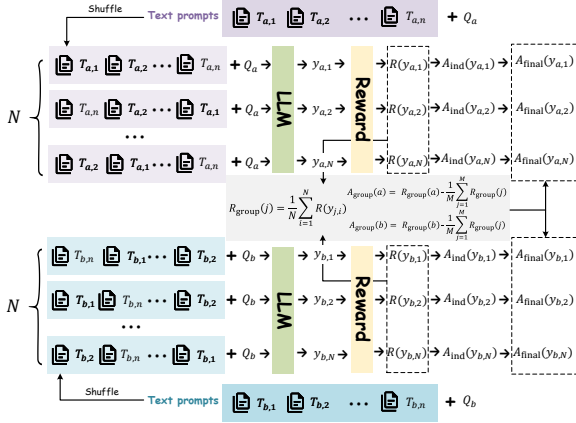 Shuffle Text prompts T_{a,1} T_{a,2} ⋯ T_{a,n} + Q_a
T_{a,1} T_{a,2} ⋯ T_{a,n} + Q_a → y_{a,1} → R(y_{a,1}) → A_ind(y_{a,1}) A_final(y_{a,1})
T_{a,n} T_{a,2} ⋯ T_{a,1} + Q_a → y_{a,2} → R(y_{a,2}) → A_ind(y_{a,2}) A_final(y_{a,2})
N LLM Reward
⋯
T_{a,2} T_{a,1} ⋯ T_{a,n} + Q_a → y_{a,N} → R(y_{a,N}) → A_ind(y_{a,N}) A_final(y_{a,N})
R_group(j) = \frac{1}{N} \sum_{i=1}^{N} R(y_{j,i})
A_group(a) = R_group(a) - \frac{1}{M} \sum_{j=1}^{M} R_group(j)
A_group(b) = R_group(b) - \frac{1}{M} \sum_{j=1}^{M} R_group(j)
T_{b,n} T_{b,1} ⋯ T_{b,2} + Q_b y_{b,1} → R(y_{b,1}) → A_ind(y_{b,1}) A_final(y_{b,1})
T_{b,1} T_{b,n} ⋯ T_{b,2} + Q_b → y_{b,2} → R(y_{b,2}) → A_ind(y_{b,2}) A_final(y_{b,2})
N LLM Reward
⋯
T_{b,2} T_{b,n} ⋯ T_{b,1} + Q_b → y_{b,N} → R(y_{b,N}) → A_ind(y_{b,N}) A_final(y_{b,N})
Shuffle Text prompts T_{b,1} T_{b,2} ⋯ T_{b,n} + Q_b